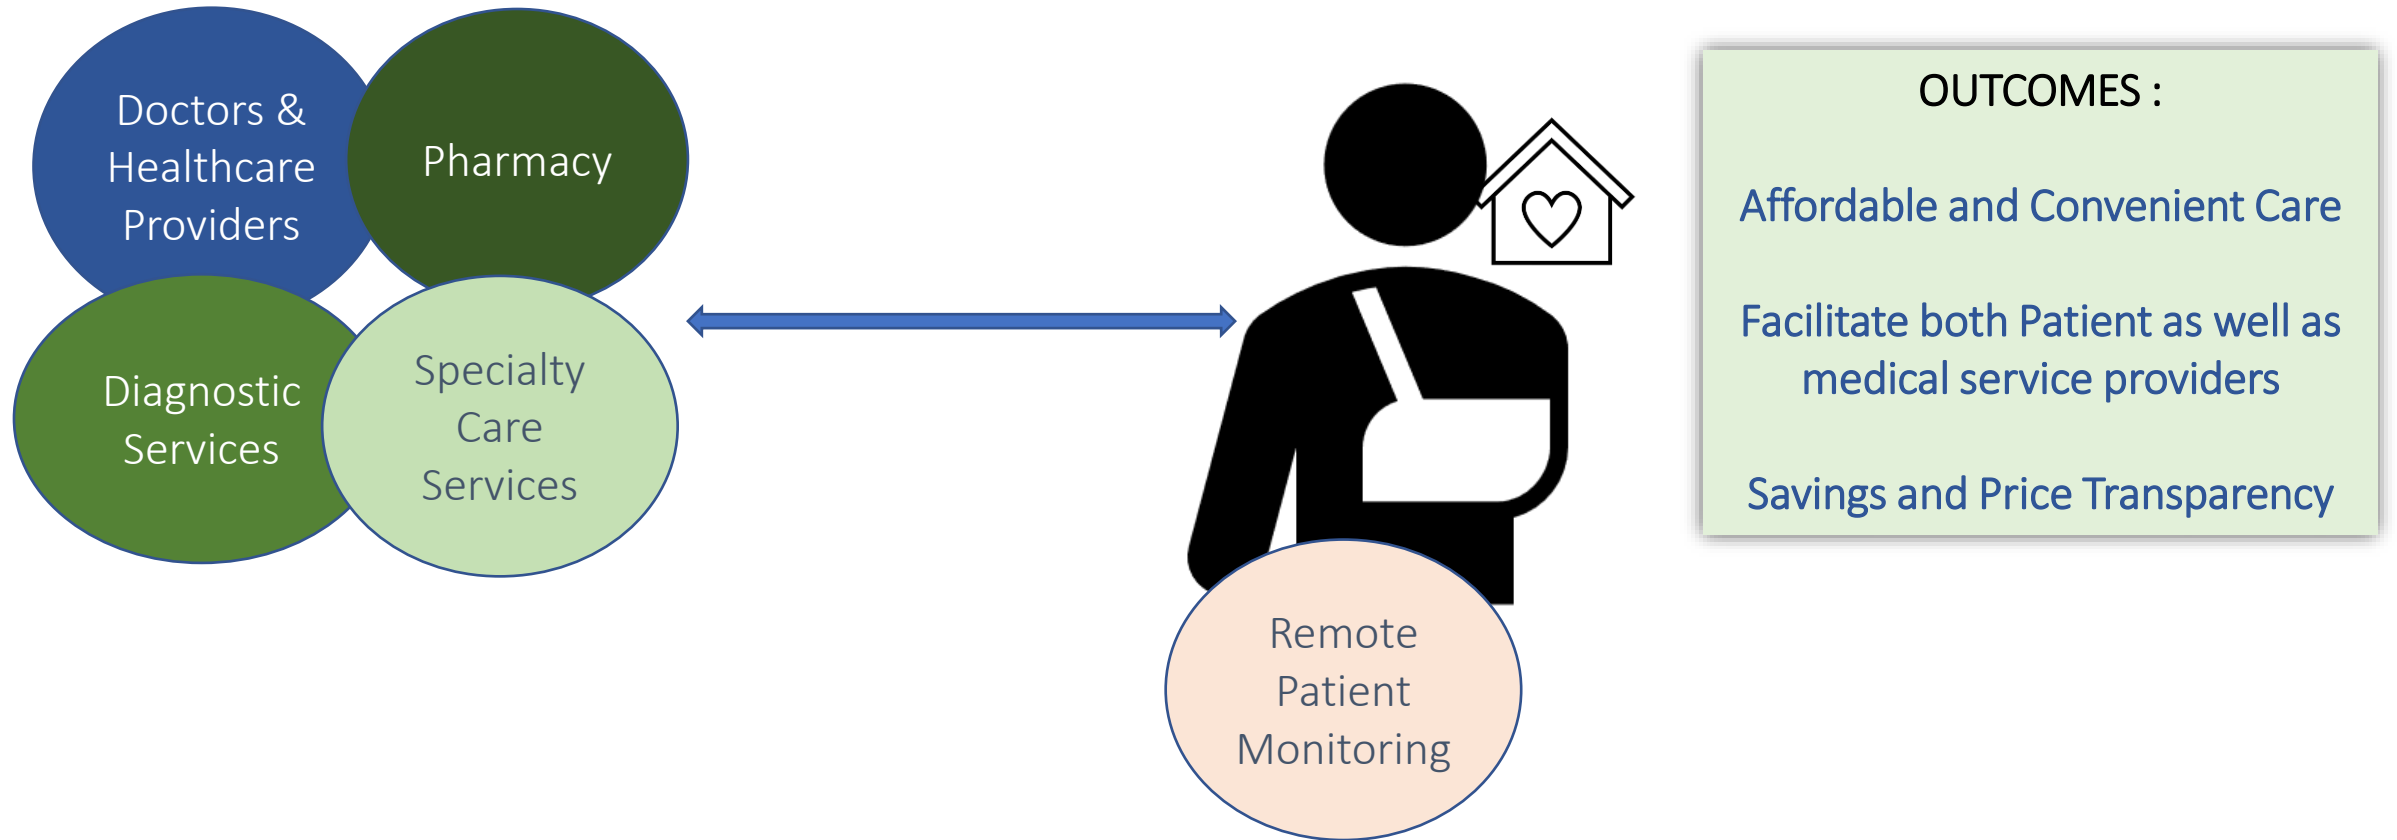 Doctors &
Healthcare
Providers
Pharmacy
Diagnostic
Services
Specialty
Care
Services
Remote
Patient
Monitoring
OUTCOMES :
Affordable and Convenient Care
Facilitate both Patient as well as
medical service providers
Savings and Price Transparency